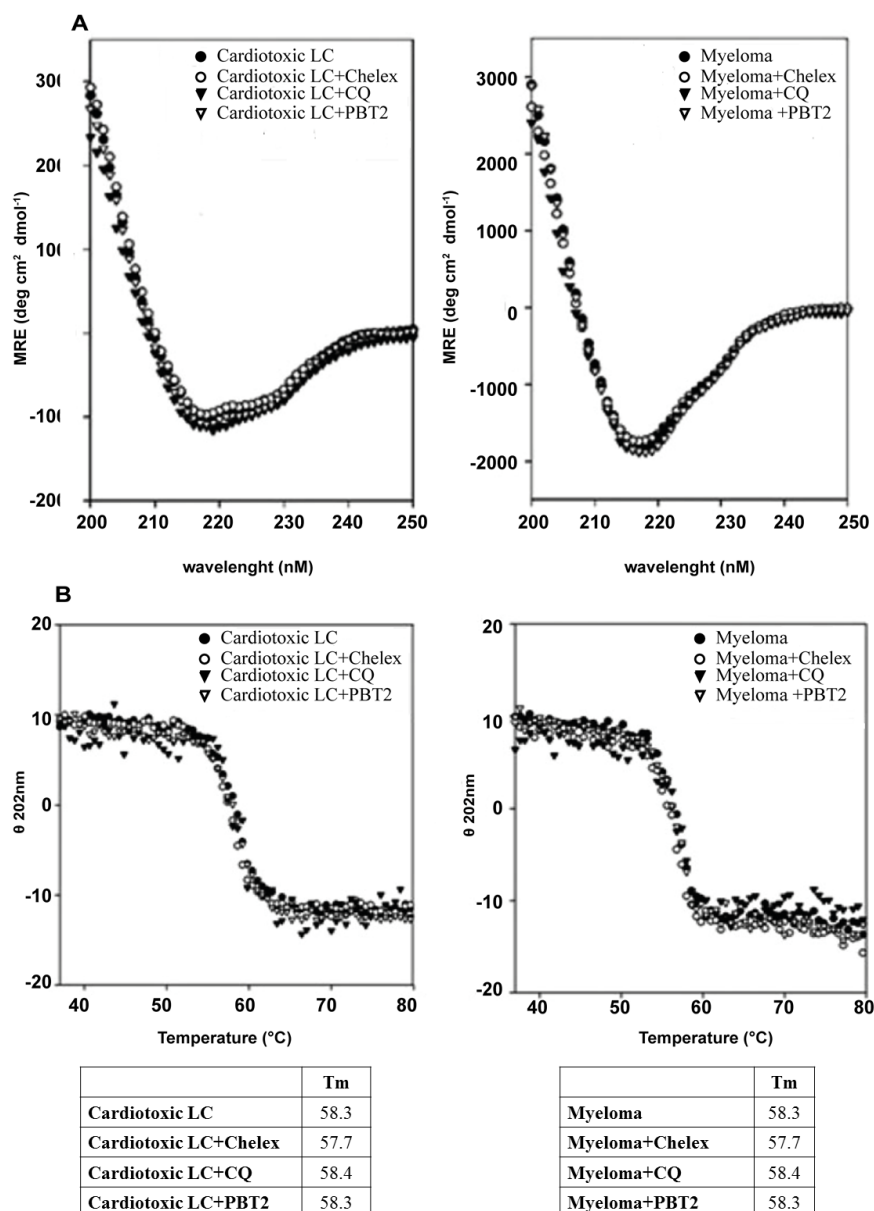 A
Cardiotoxic LC
Cardiotoxic LC+Chelex
Cardiotoxic LC+CQ
Cardiotoxic LC+PBT2
300
200
100
0
-100
-200
200 210 220 230 240 250
MRE (deg cm² dmol⁻¹)
wavelenght (nM)
Myeloma
Myeloma+Chelex
Myeloma+CQ
Myeloma +PBT2
3000
2000
1000
0
-1000
-2000
200 210 220 230 240 250
MRE (deg cm² dmol⁻¹)
wavelenght (nM)
B
Cardiotoxic LC
Cardiotoxic LC+Chelex
Cardiotoxic LC+CQ
Cardiotoxic LC+PBT2
20
10
0
-10
-20
40 50 60 70 80
θ 202nm
Temperature (°C)
Myeloma
Myeloma+Chelex
Myeloma+CQ
Myeloma +PBT2
20
10
0
-10
-20
40 50 60 70 80
θ 202nm
Temperature (°C)
Tm
Cardiotoxic LC 58.3
Cardiotoxic LC+Chelex 57.7
Cardiotoxic LC+CQ 58.4
Cardiotoxic LC+PBT2 58.3
Tm
Myeloma 58.3
Myeloma+Chelex 57.7
Myeloma+CQ 58.4
Myeloma+PBT2 58.3